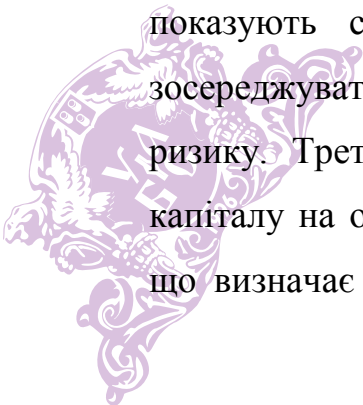 показують
зосереджуват
ризику. Трет
капіталу на
що визначає